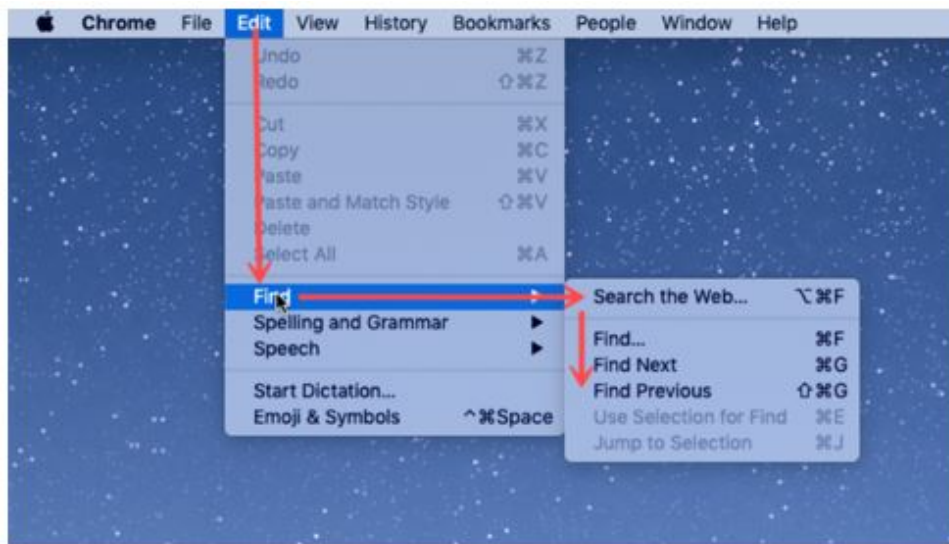 Chrome File Edit View History Bookmarks People Window Help
Undo ⌘Z
Redo ⇧⌘Z
Cut ⌘X
Copy ⌘C
Paste ⌘V
Paste and Match Style ⇧⌘V
Delete
Select All ⌘A
Find
Spelling and Grammar
Speech
Start Dictation...
Emoji & Symbols ^⌘Space
Search the Web... ⌥⌘F
Find... ⌘F
Find Next ⌘G
Find Previous ⇧⌘G
Use Selection for Find ⌘E
Jump to Selection ⌘J